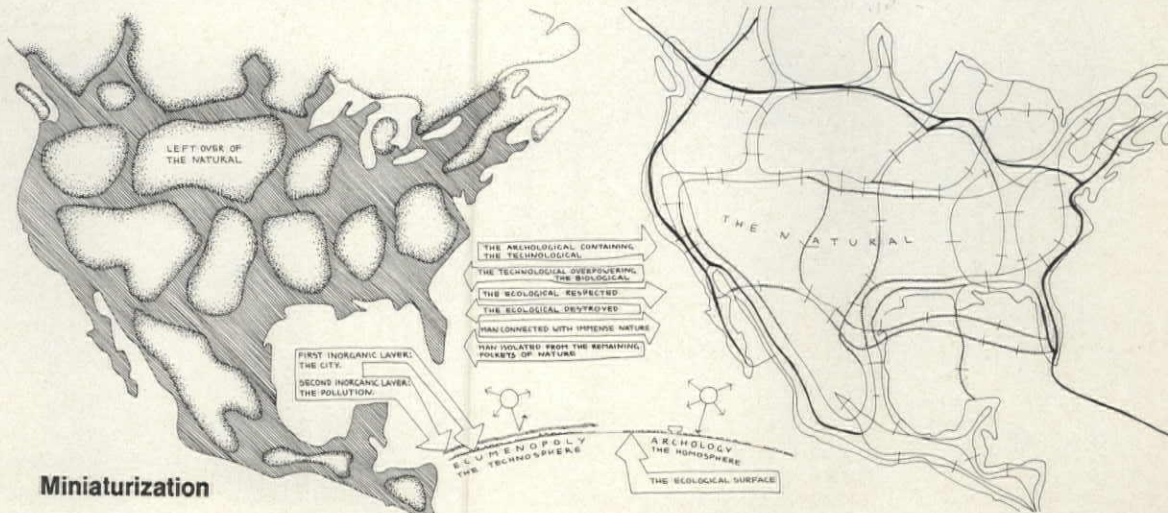 LEFT OVER OF
THE NATURAL
THE NATURAL
THE ARCHOLOGICAL CONTAINING
THE TECHNOLOGICAL
THE TECHNOLOGICAL OVERPOWERING
THE BIOLOGICAL
THE ECOLOGICAL RESPECTED
THE ECOLOGICAL DESTROYED
MAN CONNECTED WITH IMMENSE NATURE
MAN ISOLATED FROM THE REMAINING
POCKETS OF NATURE
FIRST INORGANIC LAYER:
THE CITY.
SECOND INORGANIC LAYER:
THE POLLUTION.
ECUMENOPOLY
THE TECHNOSPHERE
ARCHOLOGY
THE HOMOSPHERE
THE ECOLOGICAL SURFACE
Miniaturization